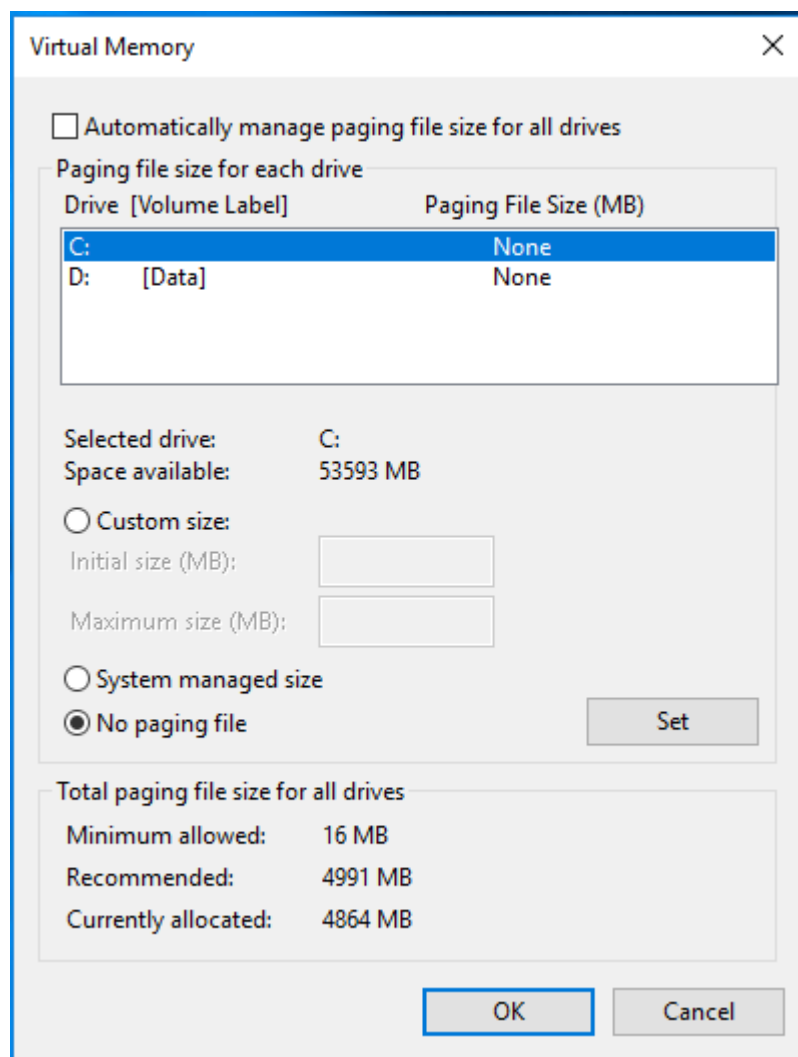 Virtual Memory
Automatically manage paging file size for all drives
Paging file size for each drive
Drive [Volume Label] Paging File Size (MB)
C: None
D: [Data] None
Selected drive: C:
Space available: 53593 MB
Custom size:
Initial size (MB):
Maximum size (MB):
System managed size
No paging file Set
Total paging file size for all drives
Minimum allowed: 16 MB
Recommended: 4991 MB
Currently allocated: 4864 MB
OK Cancel